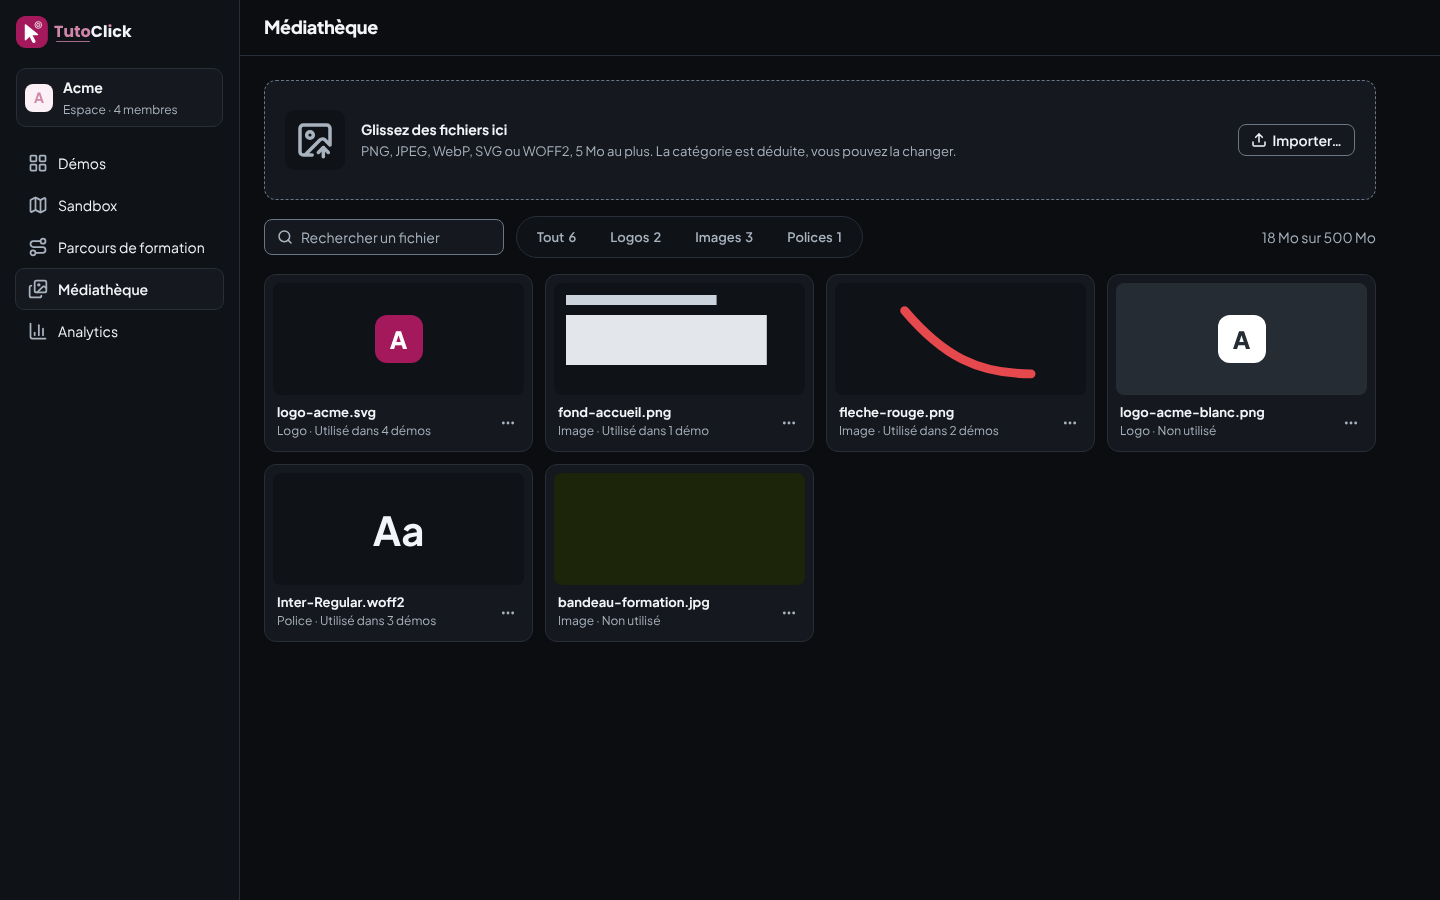 TutoClick
A
Acme
Espace · 4 membres
Démos
Sandbox
Parcours de formation
Médiathèque
Analytics
Médiathèque
Glissez des fichiers ici
PNG, JPEG, WebP, SVG ou WOFF2, 5 Mo au plus. La catégorie est déduite, vous pouvez la changer.
Importer...
Rechercher un fichier
Tout 6
Logos 2
Images 3
Polices 1
18 Mo sur 500 Mo
A
logo-acme.svg
Logo · Utilisé dans 4 démos
fond-accueil.png
Image · Utilisé dans 1 démo
fleche-rouge.png
Image · Utilisé dans 2 démos
A
logo-acme-blanc.png
Logo · Non utilisé
Aa
Inter-Regular.woff2
Police · Utilisé dans 3 démos
bandeau-formation.jpg
Image · Non utilisé